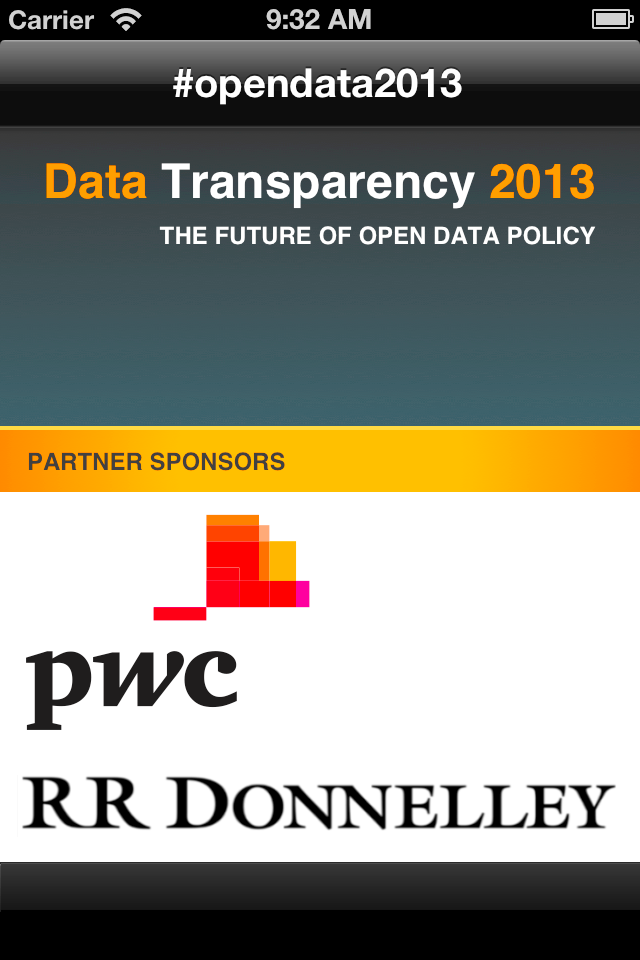 Carrier 9:32 AM
#opendata2013
Data Transparency 2013
THE FUTURE OF OPEN DATA POLICY
PARTNER SPONSORS
pwc
RR DONNELLEY